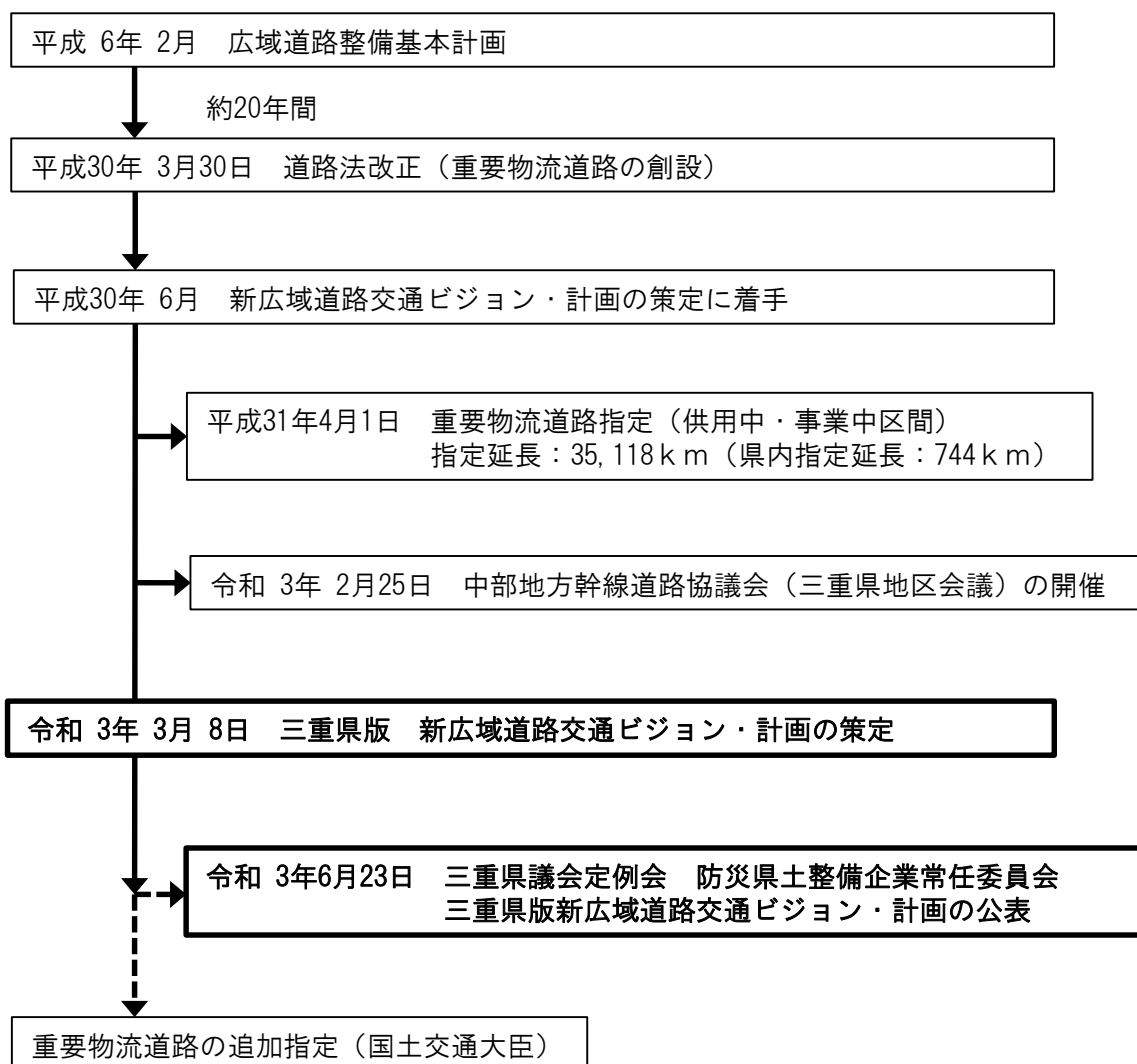 平成 6年 2月　広域道路整備基本計画
約20年間
平成30年 3月30日　道路法改正（重要物流道路の創設）
平成30年 6月　新広域道路交通ビジョン・計画の策定に着手
平成31年4月1日　重要物流道路指定（供用中・事業中区間）
指定延長：35,118ｋｍ（県内指定延長：744ｋｍ）
令和 3年 2月25日　中部地方幹線道路協議会（三重県地区会議）の開催
令和 3年 3月 8日　三重県版　新広域道路交通ビジョン・計画の策定
令和 3年6月23日　三重県議会定例会　防災県土整備企業常任委員会
三重県版新広域道路交通ビジョン・計画の公表
重要物流道路の追加指定（国土交通大臣）